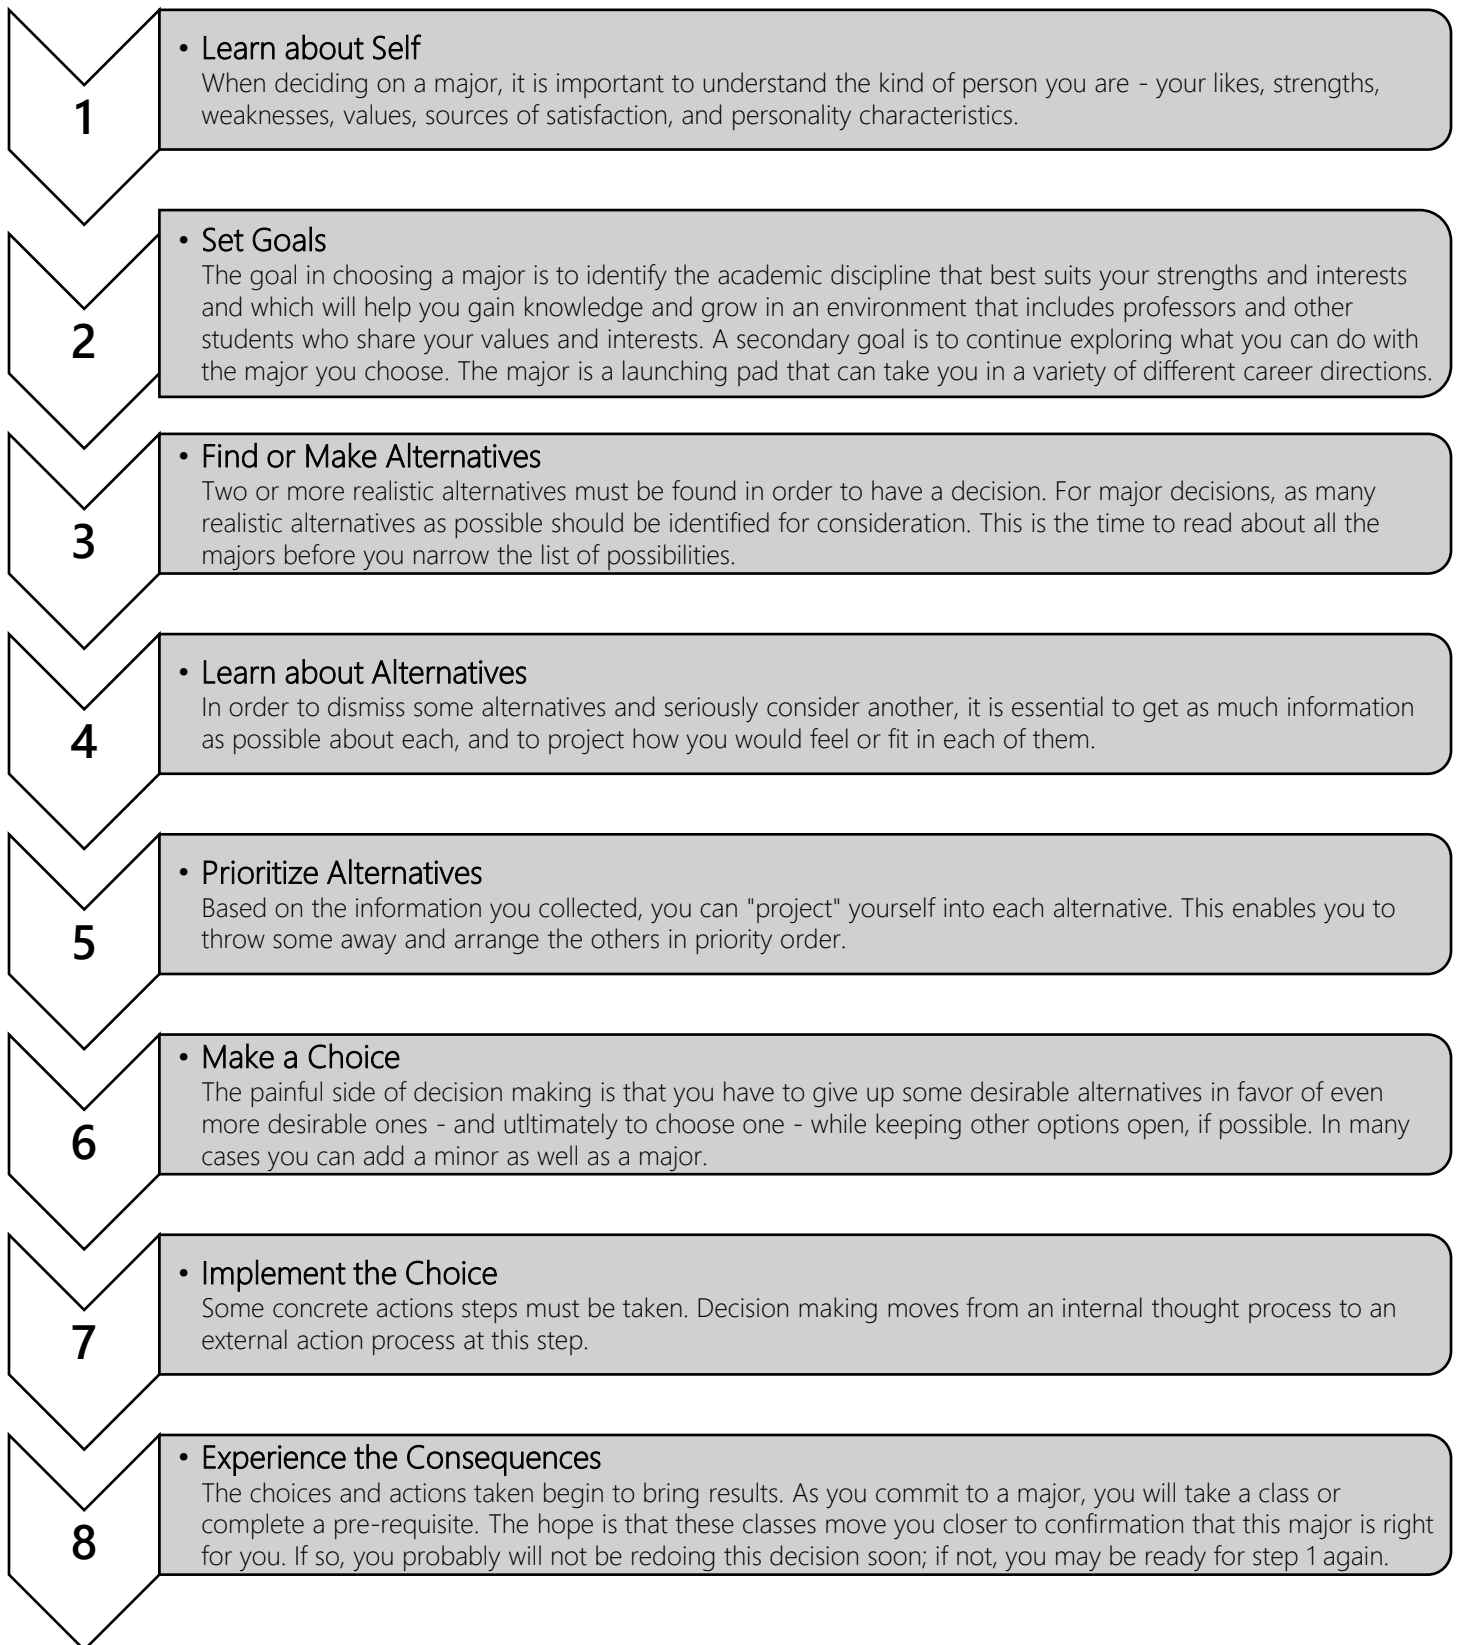 1
• Learn about Self
When deciding on a major, it is important to understand the kind of person you are - your likes, strengths,
weaknesses, values, sources of satisfaction, and personality characteristics.
2
• Set Goals
The goal in choosing a major is to identify the academic discipline that best suits your strengths and interests
and which will help you gain knowledge and grow in an environment that includes professors and other
students who share your values and interests. A secondary goal is to continue exploring what you can do with
the major you choose. The major is a launching pad that can take you in a variety of different career directions.
3
• Find or Make Alternatives
Two or more realistic alternatives must be found in order to have a decision. For major decisions, as many
realistic alternatives as possible should be identified for consideration. This is the time to read about all the
majors before you narrow the list of possibilities.
4
• Learn about Alternatives
In order to dismiss some alternatives and seriously consider another, it is essential to get as much information
as possible about each, and to project how you would feel or fit in each of them.
5
• Prioritize Alternatives
Based on the information you collected, you can "project" yourself into each alternative. This enables you to
throw some away and arrange the others in priority order.
6
• Make a Choice
The painful side of decision making is that you have to give up some desirable alternatives in favor of even
more desirable ones - and utltimately to choose one - while keeping other options open, if possible. In many
cases you can add a minor as well as a major.
7
• Implement the Choice
Some concrete actions steps must be taken. Decision making moves from an internal thought process to an
external action process at this step.
8
• Experience the Consequences
The choices and actions taken begin to bring results. As you commit to a major, you will take a class or
complete a pre-requisite. The hope is that these classes move you closer to confirmation that this major is right
for you. If so, you probably will not be redoing this decision soon; if not, you may be ready for step 1 again.